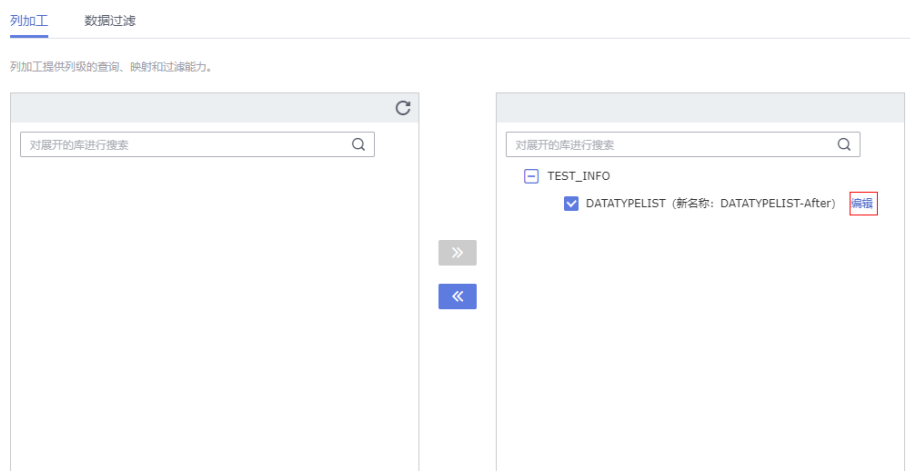 列加工 数据过滤
列加工提供列级的查询、映射和过滤能力。
对展开的库进行搜索
对展开的库进行搜索
TEST_INFO
DATATYPELIST（新名称：DATATYPELIST-After） 编辑